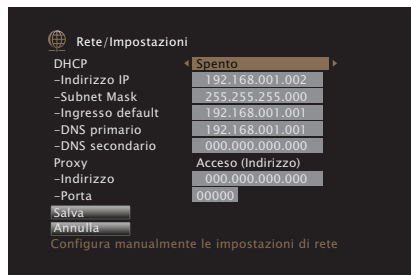 Rete/Impostazioni
DHCP Spento
–Indirizzo IP 192.168.001.002
–Subnet Mask 255.255.255.000
–Ingresso default 192.168.001.001
–DNS primario 192.168.001.001
–DNS secondario 000.000.000.000
Proxy Acceso (Indirizzo)
–Indirizzo 000.000.000.000
–Porta 00000
Salva
Annulla
Configura manualmente le impostazioni di rete